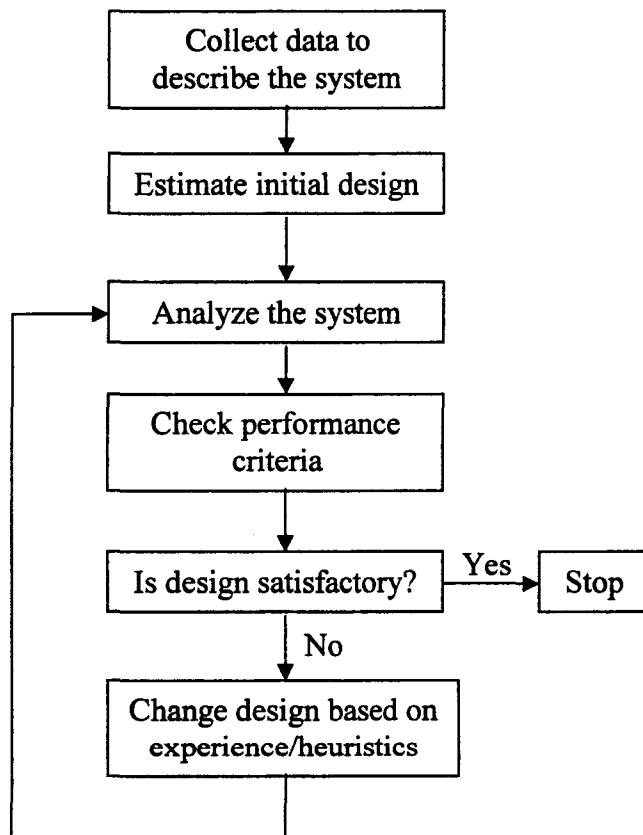 Collect data to
describe the system
Estimate initial design
Analyze the system
Check performance
criteria
Is design satisfactory?
Yes
Stop
No
Change design based on
experience/heuristics